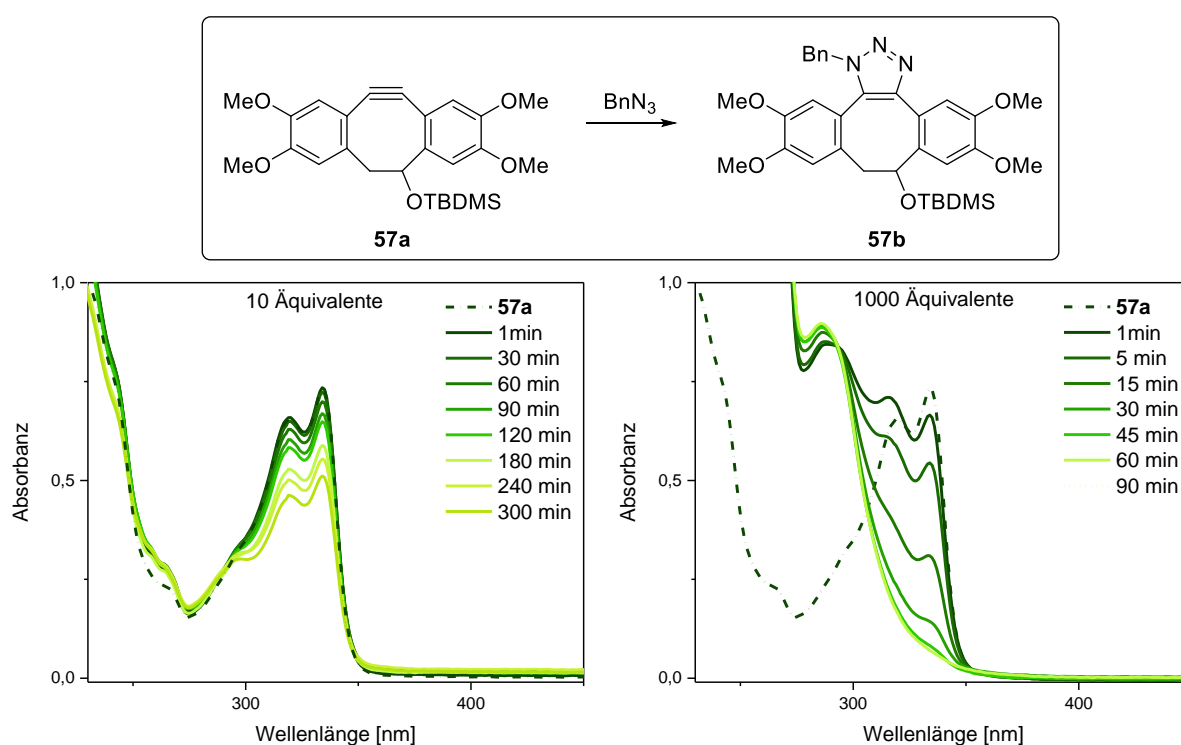 Bn
N
N
N
MeO
OMe
BnN3
MeO
OMe
MeO
OMe
MeO
OMe
OTBDMS
OTBDMS
57a
57b
1,0
10 Äquivalente
57a
1min
30 min
60 min
90 min
120 min
180 min
240 min
300 min
0,5
0,0
Absorbanz
300
400
Wellenlänge [nm]
1,0
1000 Äquivalente
57a
1min
5 min
15 min
30 min
45 min
60 min
90 min
0,5
0,0
Absorbanz
300
400
Wellenlänge [nm]